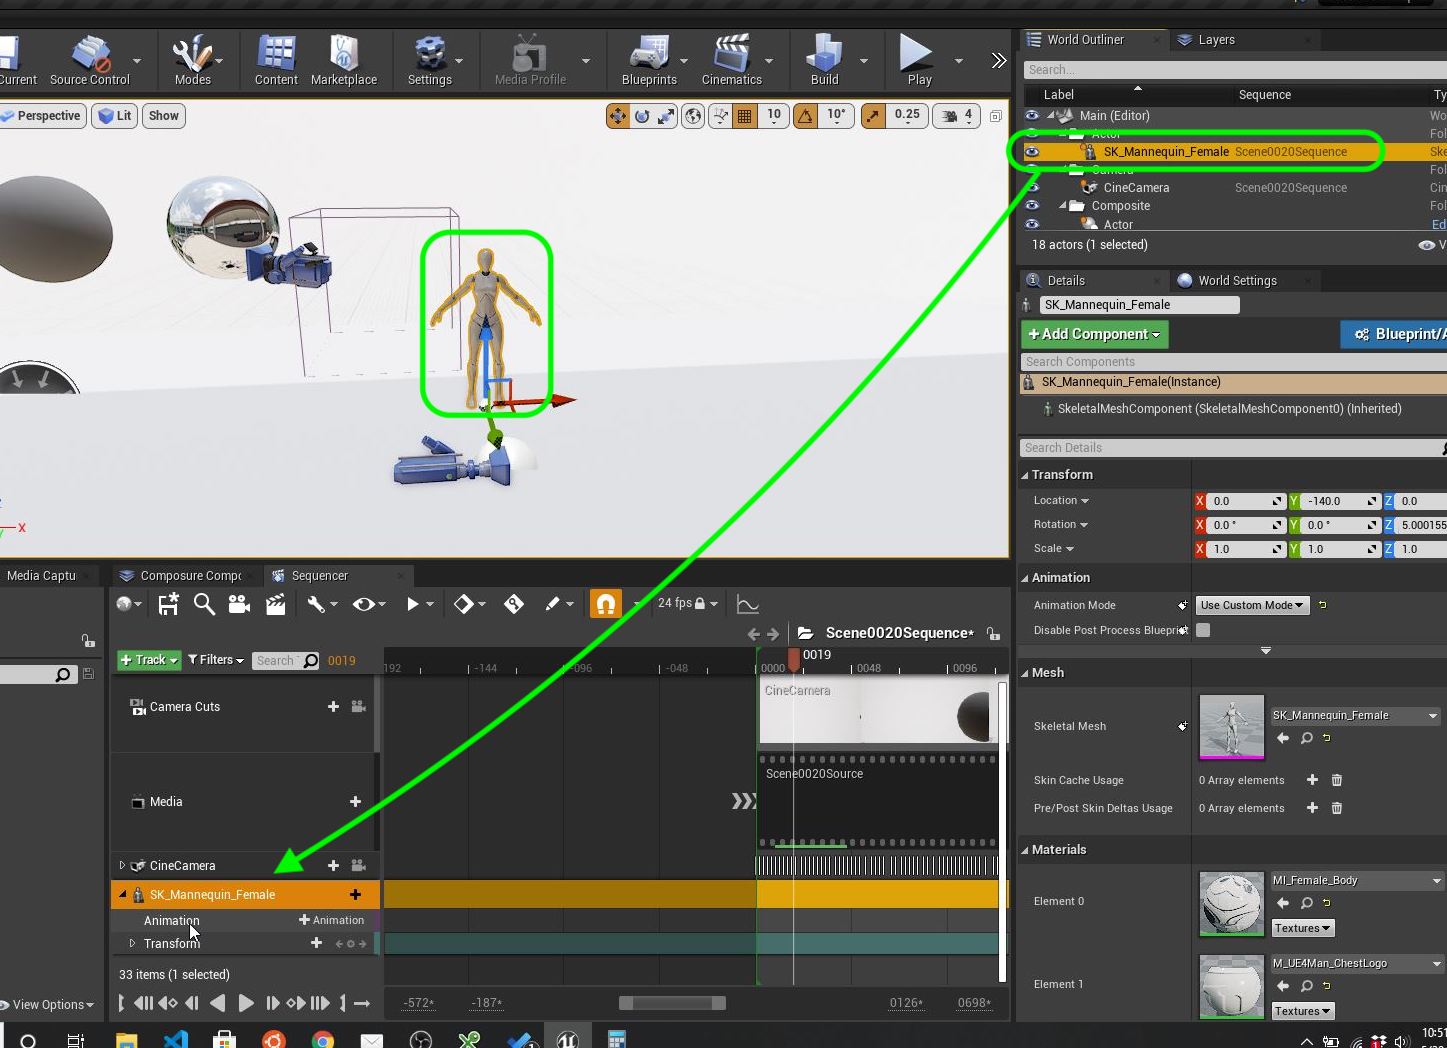 Current
Source Control
Modes
Content
Marketplace
Settings
Media Profile
Blueprints
Cinematics
Build
Play
World Outliner
Layers
Search...
Label
Sequence
Perspective
Lit
Show
10
10°
0.25
4
Main (Editor)
Actor
SK_Mannequin_Female
Scene0020Sequence
Camera
CineCamera
Scene0020Sequence
Composite
Actor
Ed
18 actors (1 selected)
V
Details
World Settings
SK_Mannequin_Female
+Add Component
Blueprint/A
Search Components
SK_Mannequin_Female(Instance)
SkeletalMeshComponent (SkeletalMeshComponent0) (Inherited)
Search Details
Transform
Location
X 0.0
Y -140.0
Z 0.0
Rotation
X 0.0 °
Y 0.0 °
Z 5.000155
Scale
X 1.0
Y 1.0
Z 1.0
X
Media Captu
Composure Compo
Sequencer
Animation
Animation Mode
Use Custom Mode
Disable Post Process Blueprint
24 fps
Scene0020Sequence*
+ Track
Filters
Search
0019
192
-144
-096
-048
0000
0019
0048
0096
Mesh
Skeletal Mesh
SK_Mannequin_Female
Skin Cache Usage
0 Array elements
Pre/Post Skin Deltas Usage
0 Array elements
Camera Cuts
CineCamera
Scene0020Source
Media
CineCamera
SK_Mannequin_Female
Animation
+ Animation
Transform
33 items (1 selected)
Materials
Element 0
MI_Female_Body
Textures
Element 1
M_UE4Man_ChestLogo
Textures
View Options
-572*
-187*
0126*
0698*
10:51